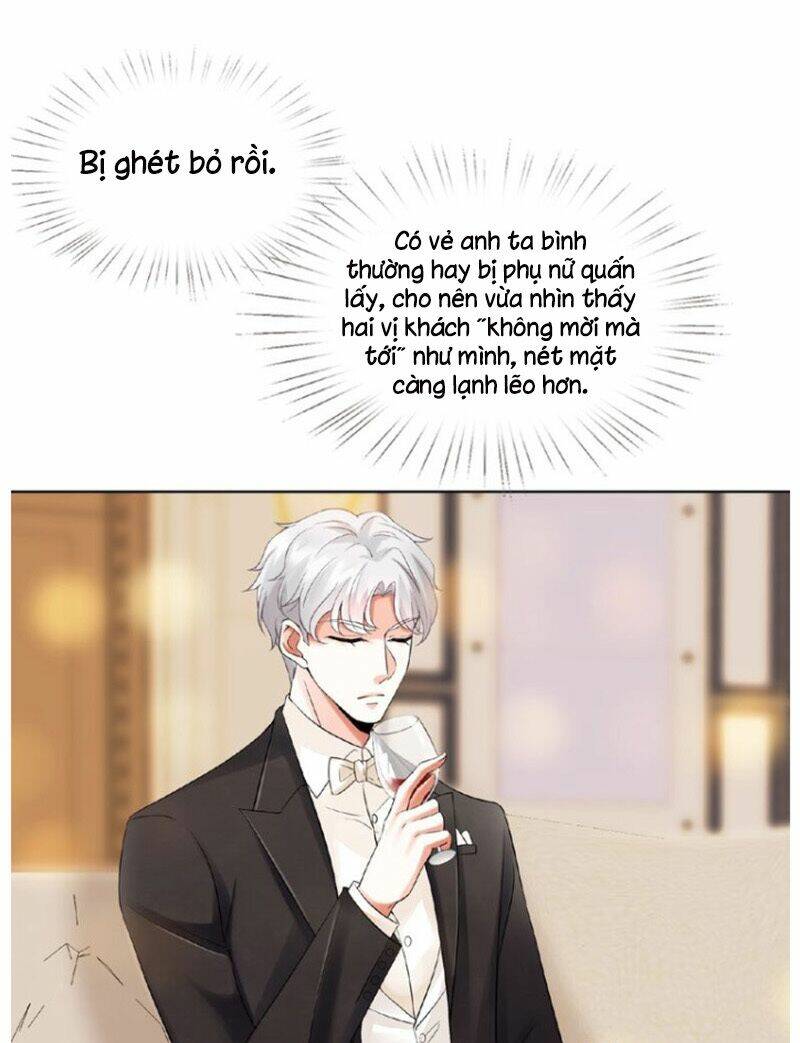 Bị ghét bỏ rồi.
Có vẻ anh ta bình
thường hay bị phụ nữ quấn
lấy, cho nên vừa nhìn thấy
hai vị khách "không mời mà
tới" như mình, nét mặt
càng lạnh lẽo hơn.